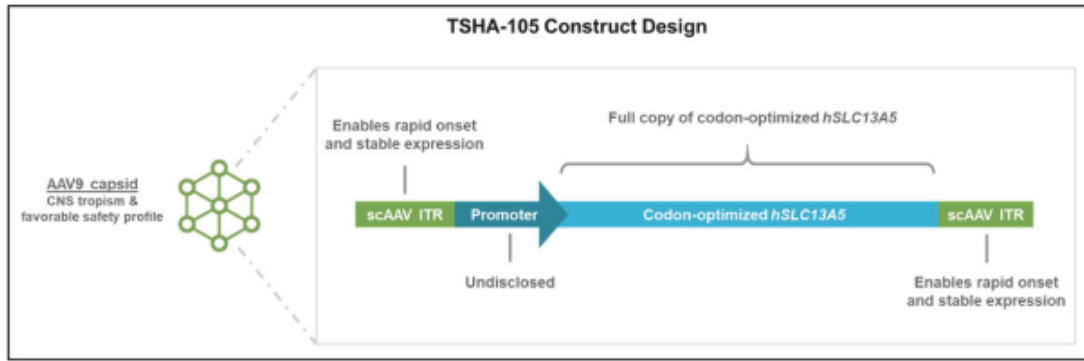 TSHA-105 Construct Design
Enables rapid onset
and stable expression
Full copy of codon-optimized hSLC13A5
AAV9 capsid
CNS tropism &
favorable safety profile
scAAV ITR
Promoter
Codon-optimized hSLC13A5
scAAV ITR
Undisclosed
Enables rapid onset
and stable expression